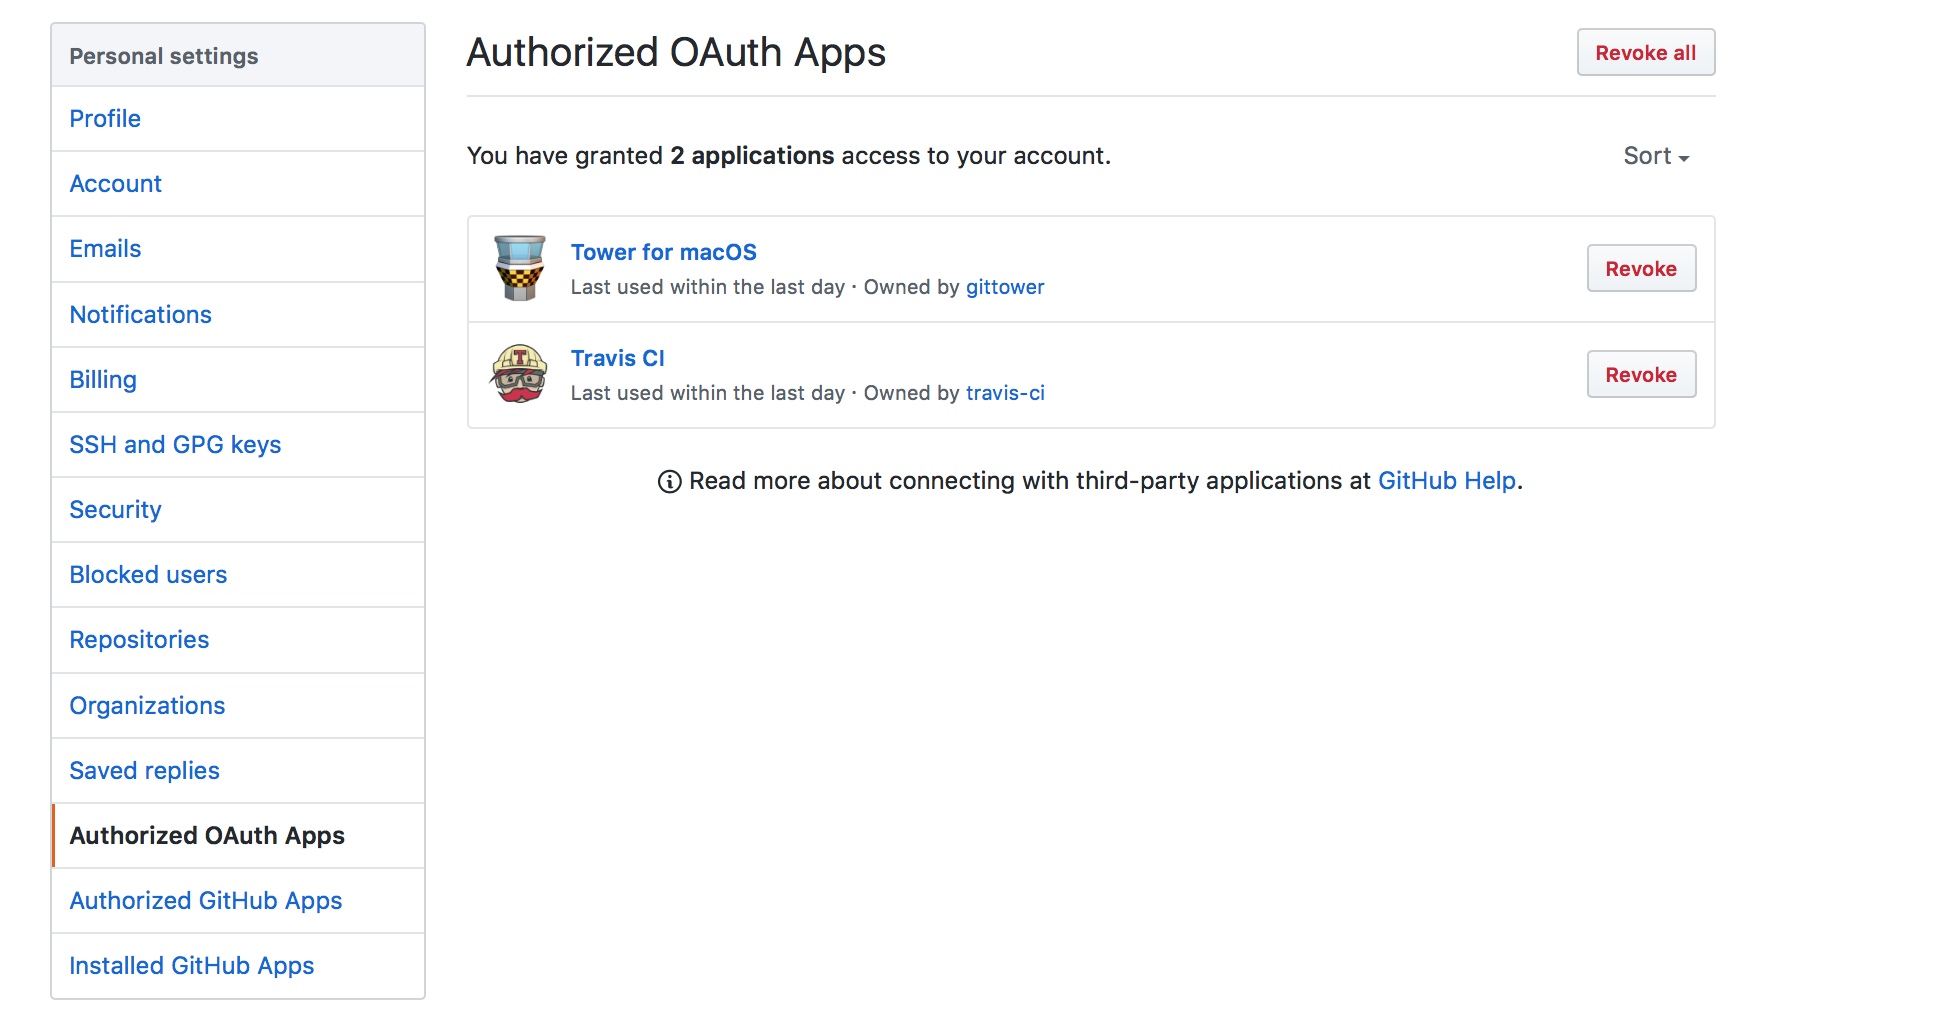 Personal settings
Profile
Account
Emails
Notifications
Billing
SSH and GPG keys
Security
Blocked users
Repositories
Organizations
Saved replies
Authorized OAuth Apps
Authorized GitHub Apps
Installed GitHub Apps
Authorized OAuth Apps
Revoke all
You have granted 2 applications access to your account.
Sort
Tower for macOS
Last used within the last day · Owned by gittower
Revoke
T
Travis CI
Last used within the last day · Owned by travis-ci
Revoke
Read more about connecting with third-party applications at GitHub Help.